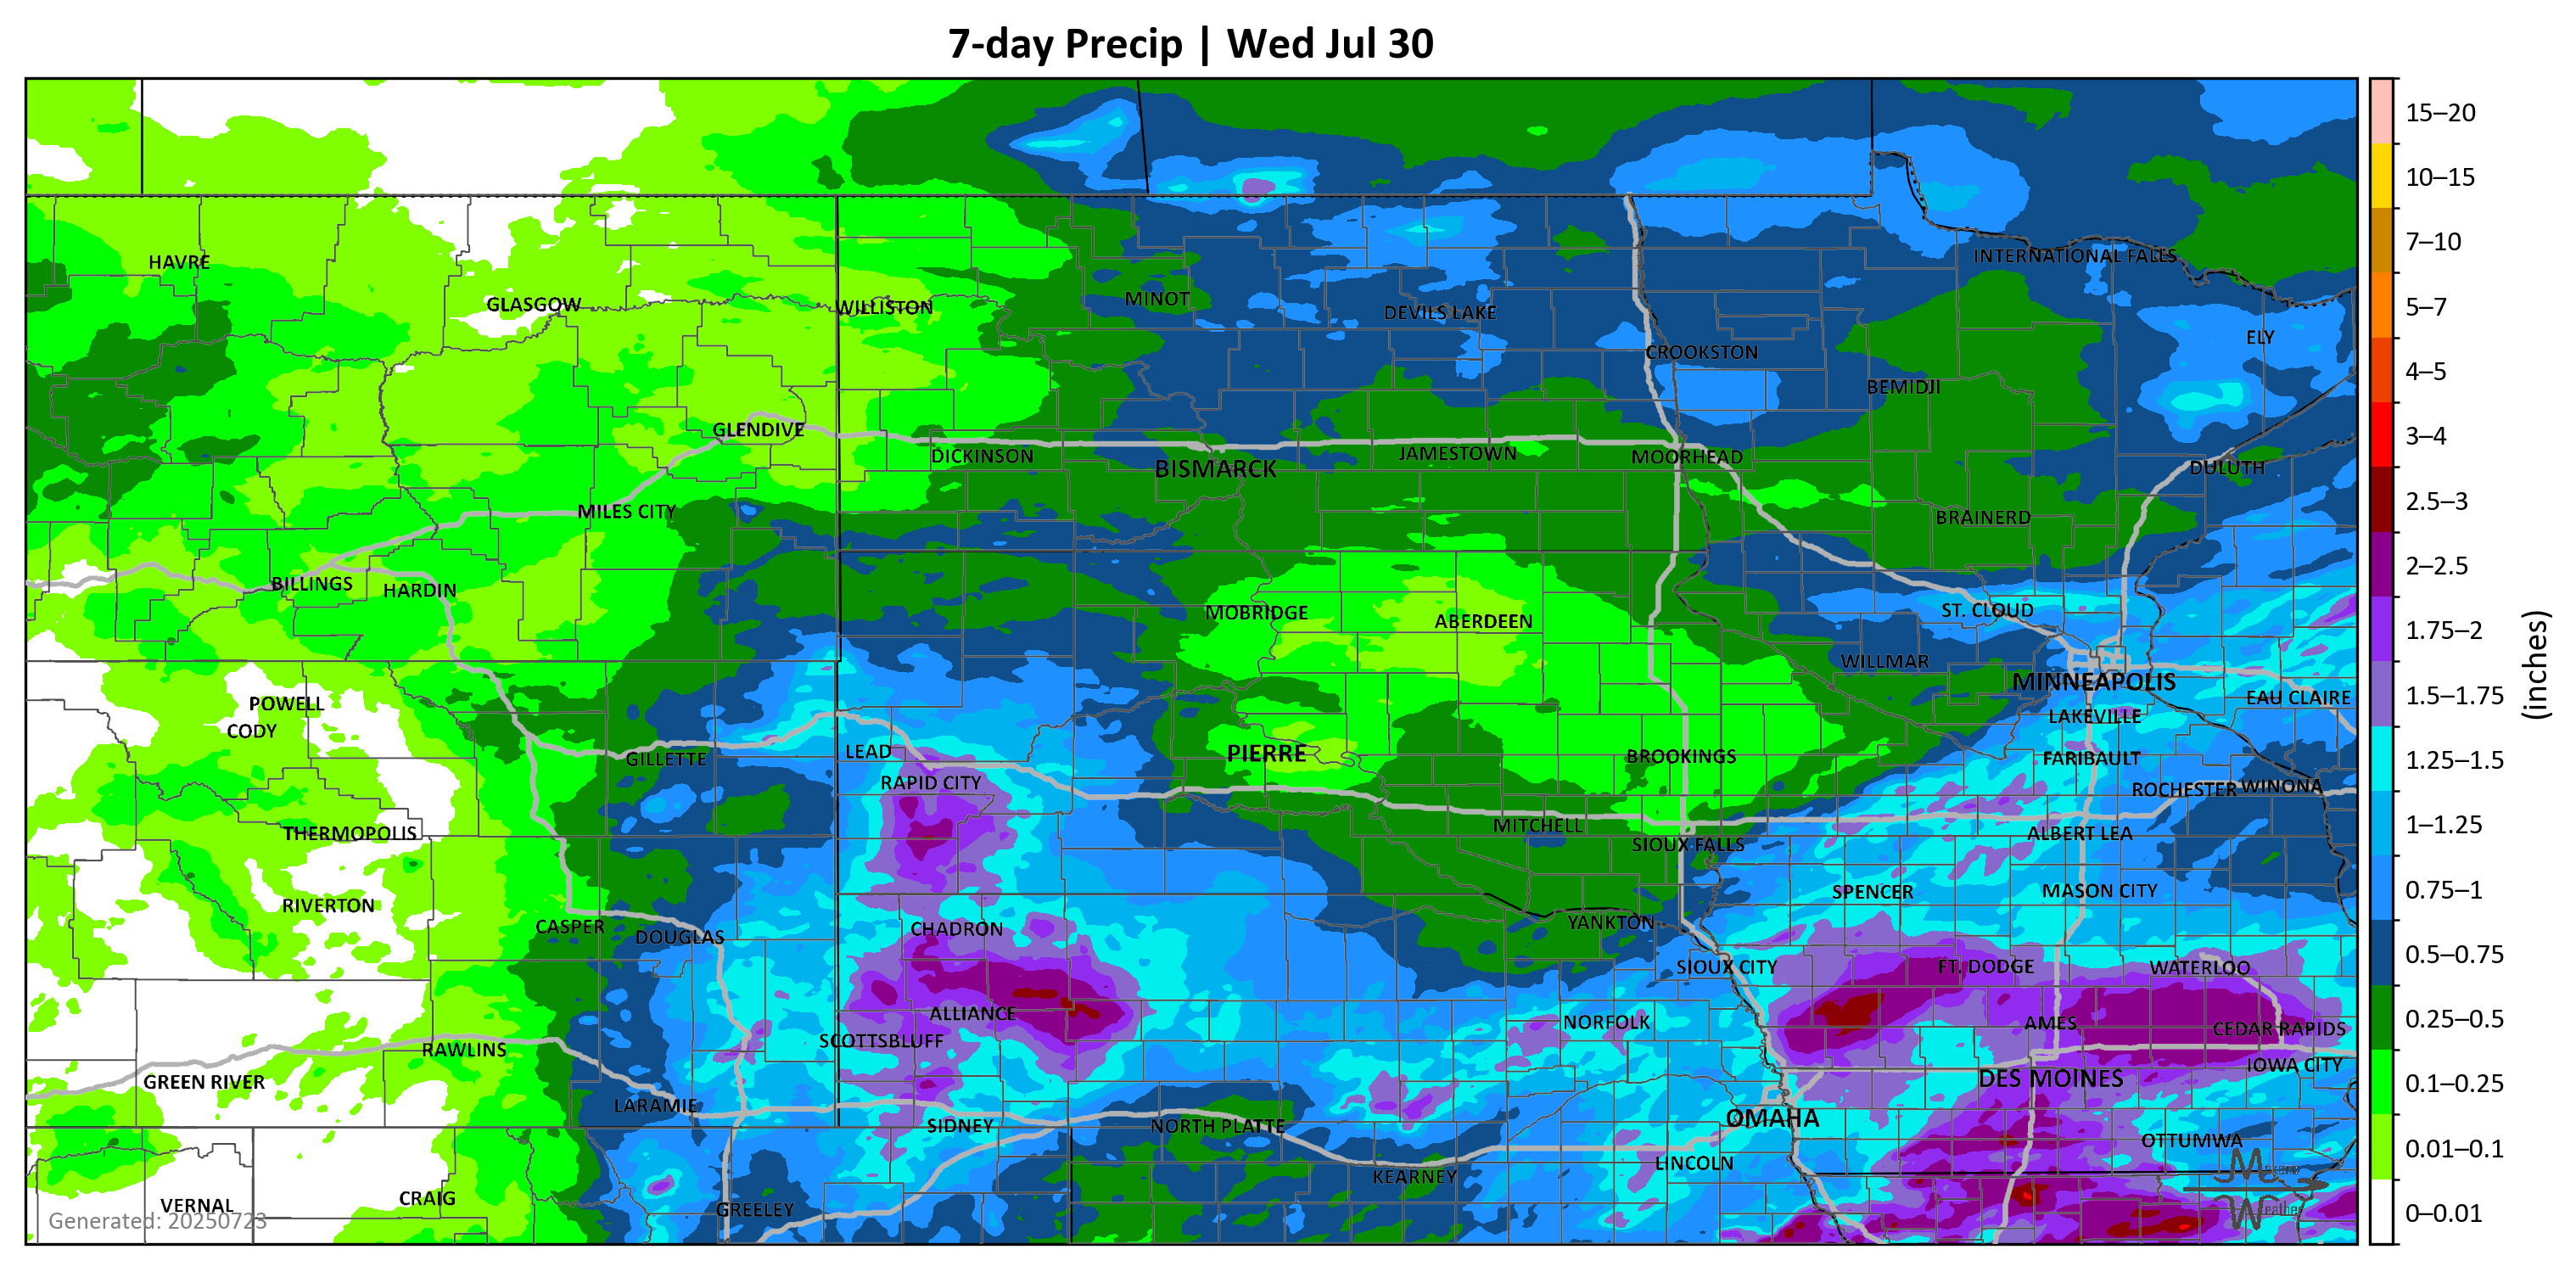 7-day Precip | Wed Jul 30
15–20
10–15
7–10
5–7
4–5
3–4
2.5–3
2–2.5
1.75–2
1.5–1.75
1.25–1.5
1–1.25
0.75–1
0.5–0.75
0.25–0.5
0.1–0.25
0.01–0.1
0–0.01
(inches)
HAVRE
INTERNATIONAL FALLS
GLASGOW
WILLISTON
MINOT
DEVILS LAKE
ELY
CROOKSTON
BEMIDJI
GLENDIVE
DICKINSON
BISMARCK
JAMESTOWN
MOORHEAD
DULUTH
MILES CITY
BRAINERD
BILLINGS
HARDIN
MOBRIDGE
ABERDEEN
ST. CLOUD
WILLMAR
MINNEAPOLIS
POWELL
EAU CLAIRE
CODY
LAKEVILLE
GILLETTE
LEAD
PIERRE
BROOKINGS
FARIBAULT
RAPID CITY
ROCHESTER
WINONA
THERMOPOLIS
MITCHELL
ALBERT LEA
SIOUX FALLS
RIVERTON
SPENCER
MASON CITY
CASPER
DOUGLAS
CHADRON
YANKTON
SIOUX CITY
FT. DODGE
WATERLOO
ALLIANCE
NORFOLK
AMES
CEDAR RAPIDS
RAWLINS
SCOTTSBLUFF
IOWA CITY
GREEN RIVER
DES MOINES
LARAMIE
SIDNEY
NORTH PLATTE
OMAHA
OTTUMWA
KEARNEY
LINCOLN
VERNAL
CRAIG
GREELEY
Generated: 20250723